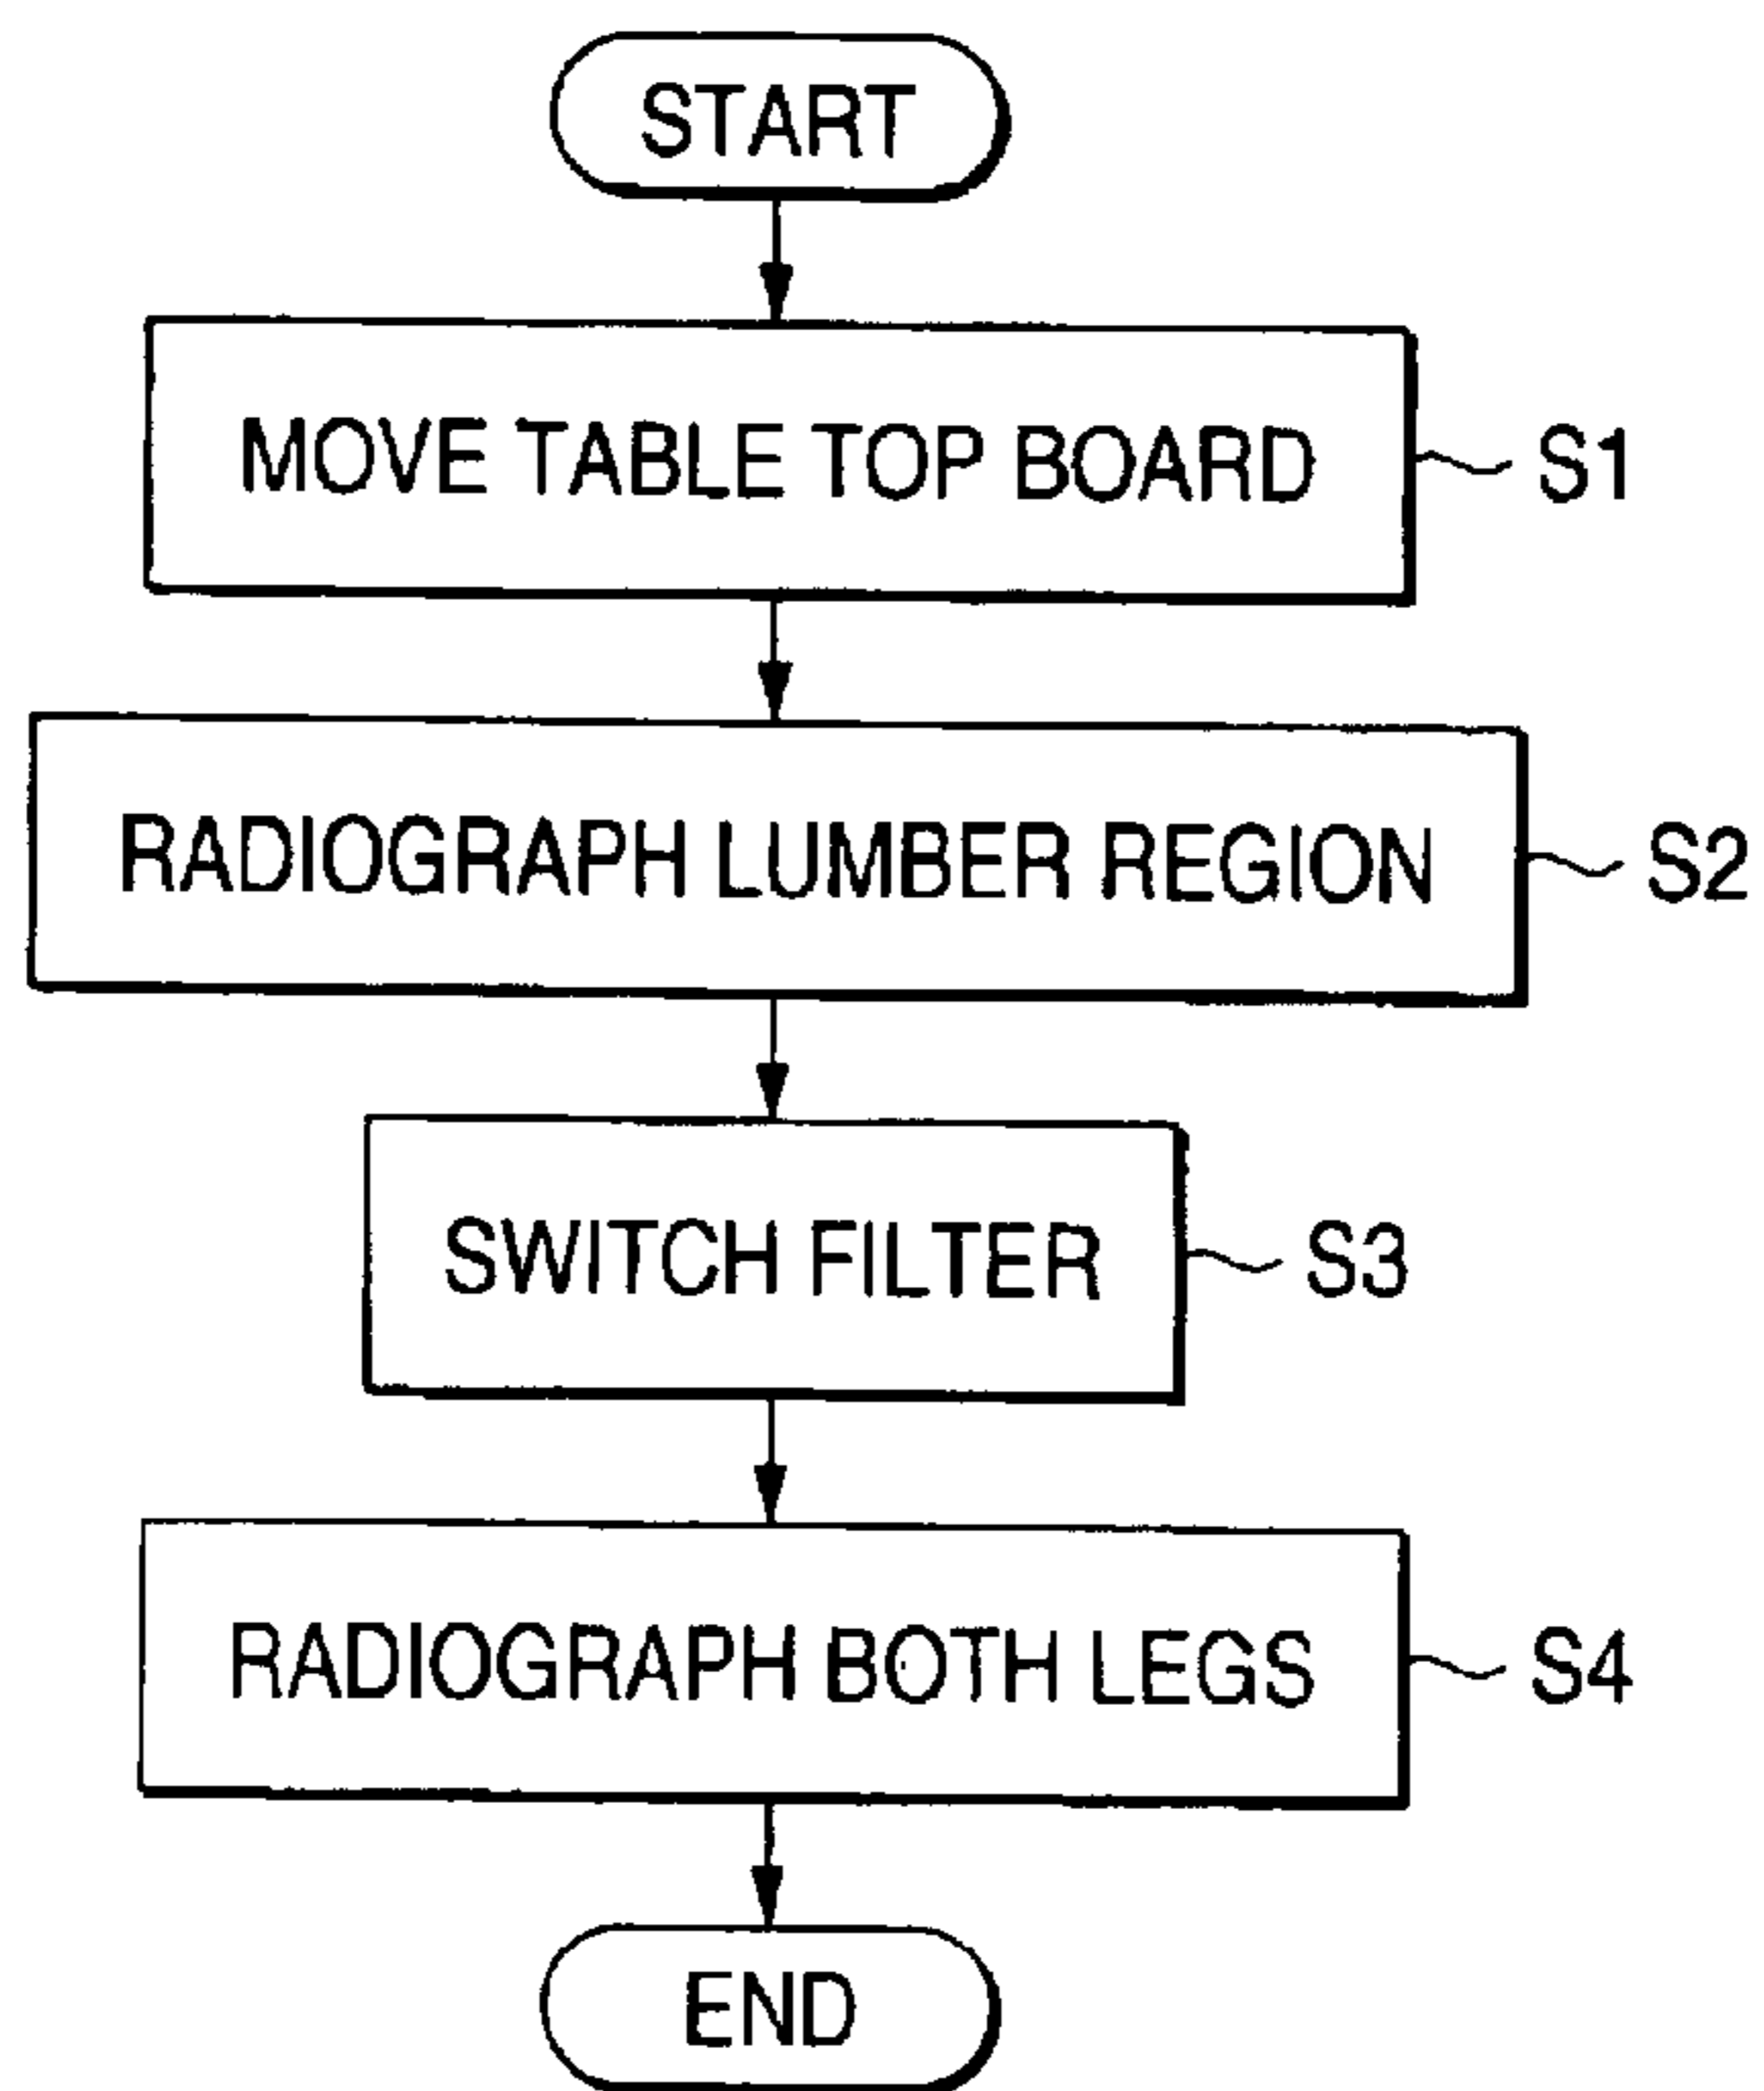 START
MOVE TABLE TOP BOARD
S1
RADIOGRAPH LUMBER REGION
S2
SWITCH FILTER
S3
RADIOGRAPH BOTH LEGS
S4
END